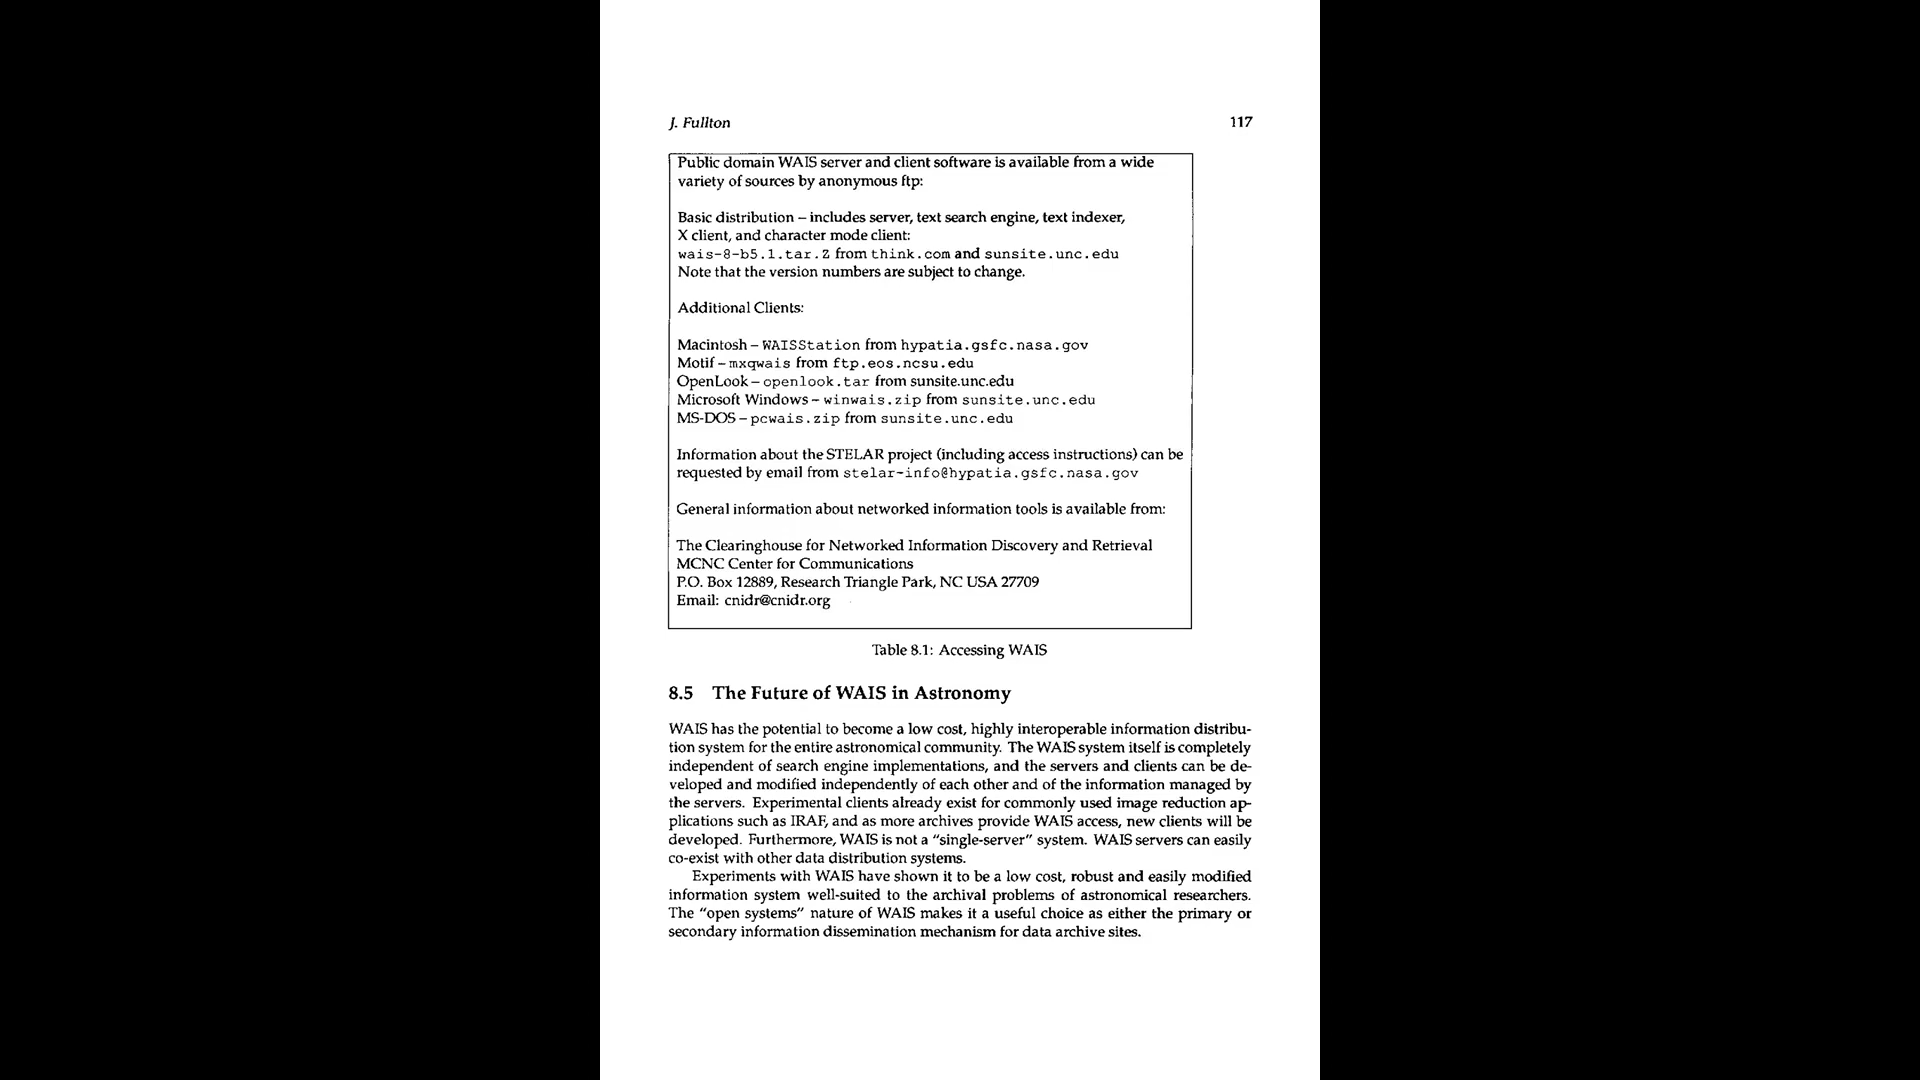 J. Fullton 117
Public domain WAIS server and client software is available from a wide
variety of sources by anonymous ftp:
Basic distribution – includes server, text search engine, text indexer,
X client, and character mode client:
wais-8-b5.1.tar.Z from think.com and sunsite.unc.edu
Note that the version numbers are subject to change.
Additional Clients:
Macintosh – WAISStation from hypatia.gsfc.nasa.gov
Motif – mxqwais from ftp.eos.ncsu.edu
OpenLook – openlook.tar from sunsite.unc.edu
Microsoft Windows – winwais.zip from sunsite.unc.edu
MS-DOS – pcwais.zip from sunsite.unc.edu
Information about the STELAR project (including access instructions) can be
requested by email from stelar-info@hypatia.gsfc.nasa.gov
General information about networked information tools is available from:
The Clearinghouse for Networked Information Discovery and Retrieval
MCNC Center for Communications
P.O. Box 12889, Research Triangle Park, NC USA 27709
Email: cnidr@cnidr.org
Table 8.1: Accessing WAIS
8.5 The Future of WAIS in Astronomy
WAIS has the potential to become a low cost, highly interoperable information distribu-
tion system for the entire astronomical community. The WAIS system itself is completely
independent of search engine implementations, and the servers and clients can be de-
veloped and modified independently of each other and of the information managed by
the servers. Experimental clients already exist for commonly used image reduction ap-
plications such as IRAF, and as more archives provide WAIS access, new clients will be
developed. Furthermore, WAIS is not a "single-server" system. WAIS servers can easily
co-exist with other data distribution systems.
Experiments with WAIS have shown it to be a low cost, robust and easily modified
information system well-suited to the archival problems of astronomical researchers.
The "open systems" nature of WAIS makes it a useful choice as either the primary or
secondary information dissemination mechanism for data archive sites.